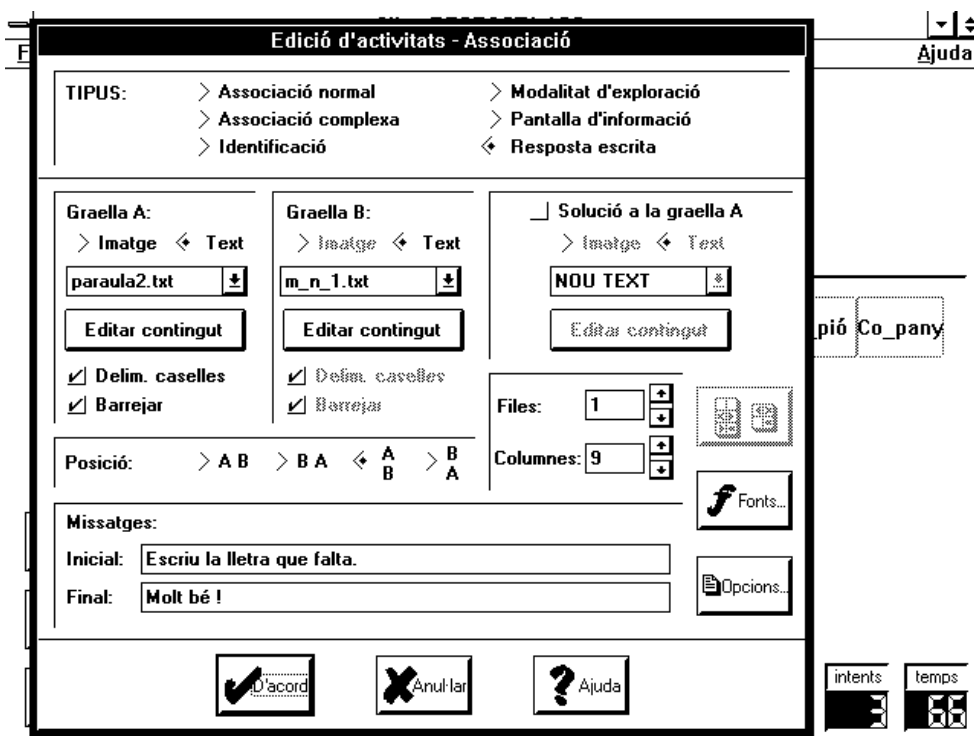 Edició d'activitats - Associació
Ajuda
TIPUS:
Associació normal
Associació complexa
Identificació
Modalitat d'exploració
Pantalla d'informació
Resposta escrita
Graella A:
Imatge Text
paraula2.txt
Editar contingut
Delim. caselles
Barrejar
Graella B:
Imatge Text
m_n_1.txt
Editar contingut
Delim. caselles
Barrejar
Solució a la graella A
Imatge Text
NOU TEXT
Editar contingut
_pió Co_pany
Files: 1
Columnes: 9
Posició: A B B A A B B A
Fonts...
Opcions...
Missatges:
Inicial: Escriu la lletra que falta.
Final: Molt bé !
D'acord Anul·lar Ajuda
intents temps
3 66